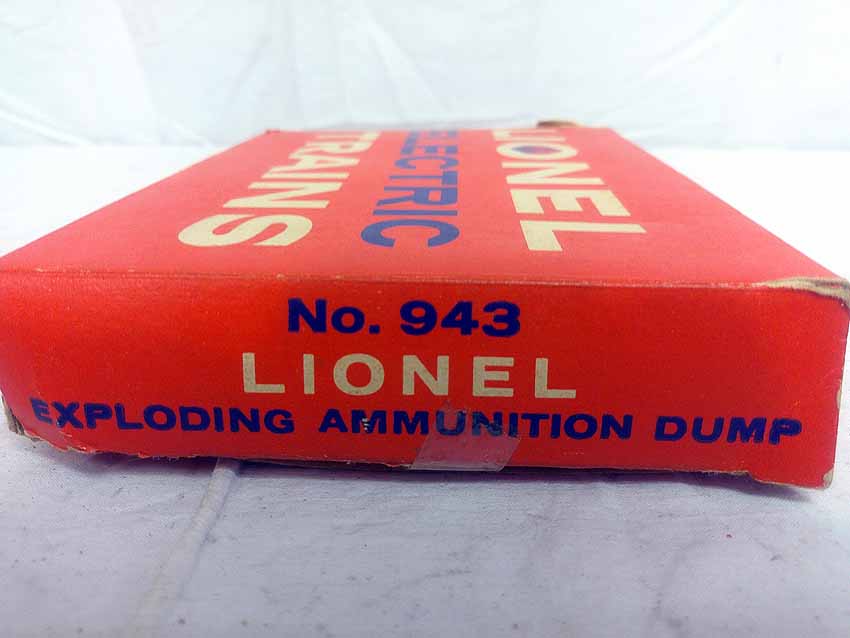 LIONEL
ELECTRIC
TRAINS
No. 943
LIONEL
EXPLODING AMMUNITION DUMP